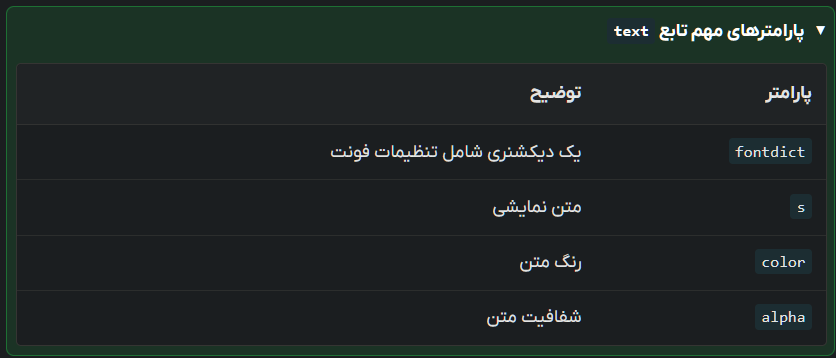 ▼ پارامترهای مهم تابع text
پارامتر توضیح
fontdict یک دیکشنری شامل تنظیمات فونت
s متن نمایشی
color رنگ متن
alpha شفافیت متن